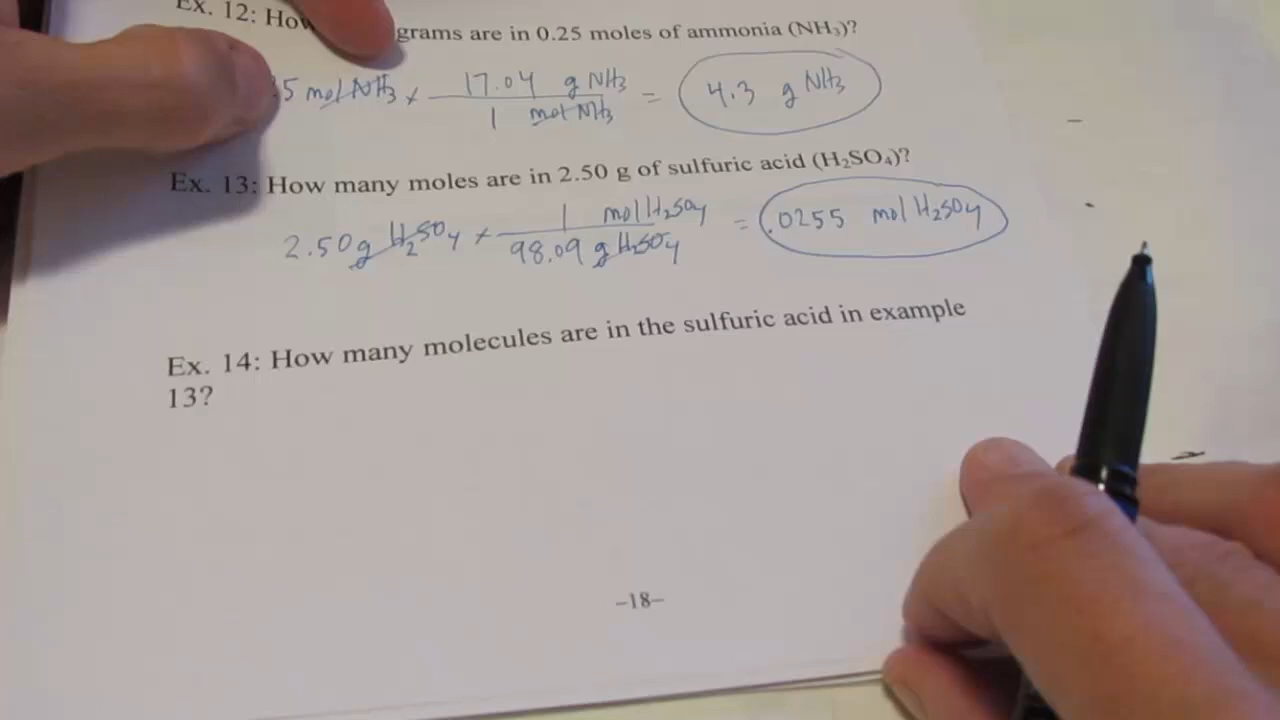 Ex. 12: How grams are in 0.25 moles of ammonia (NH₃)?
5 mol NH₃ × 17.04 g NH₃ / 1 mol NH₃ = 4.3 g NH₃
Ex. 13: How many moles are in 2.50 g of sulfuric acid (H₂SO₄)?
2.50 g H₂SO₄ × 1 mol H₂SO₄ / 98.09 g H₂SO₄ = .0255 mol H₂SO₄
Ex. 14: How many molecules are in the sulfuric acid in example
13?
–18–